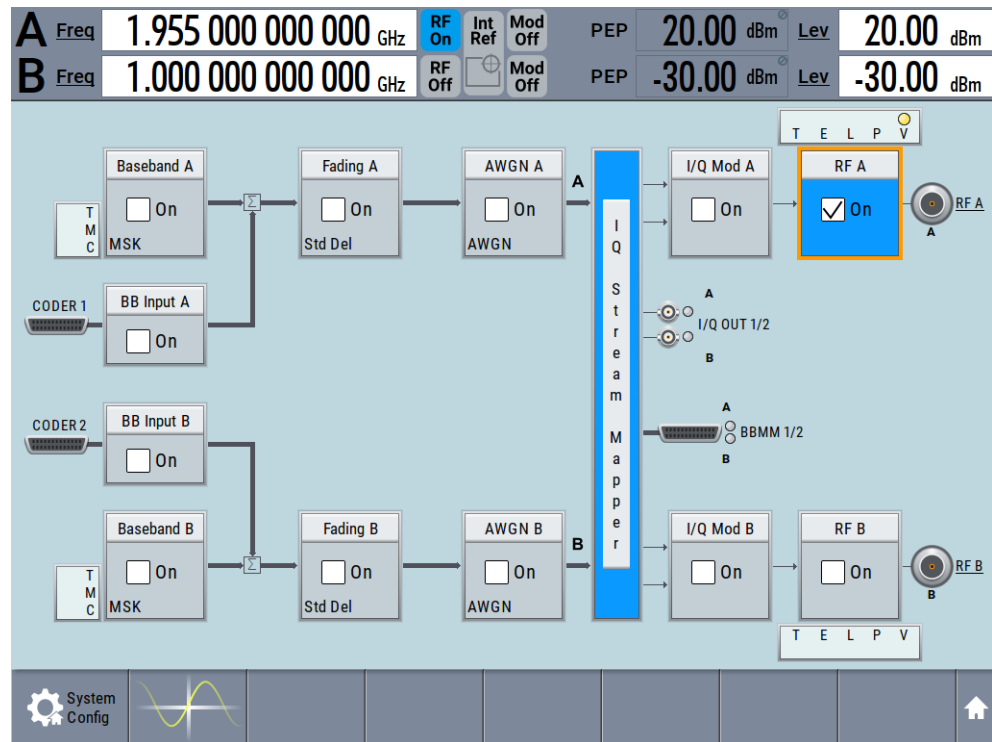 A Freq 1.955 000 000 000 GHz RF On Int Ref Mod Off PEP 20.00 dBm Lev 20.00 dBm
B Freq 1.000 000 000 000 GHz RF Off Mod Off PEP -30.00 dBm Lev -30.00 dBm
T E L P V
Baseband A
On
MSK
T
M
C
Fading A
On
Std Del
AWGN A
On
AWGN
A
I/Q Mod A
On
RF A
On
RF A
A
Σ
CODER 1
BB Input A
On
IQ Stream Mapper
A
I/Q OUT 1/2
B
CODER 2
BB Input B
On
A
BBMM 1/2
B
Baseband B
On
MSK
T
M
C
Σ
Fading B
On
Std Del
AWGN B
On
AWGN
B
I/Q Mod B
On
RF B
On
RF B
B
T E L P V
System
Config